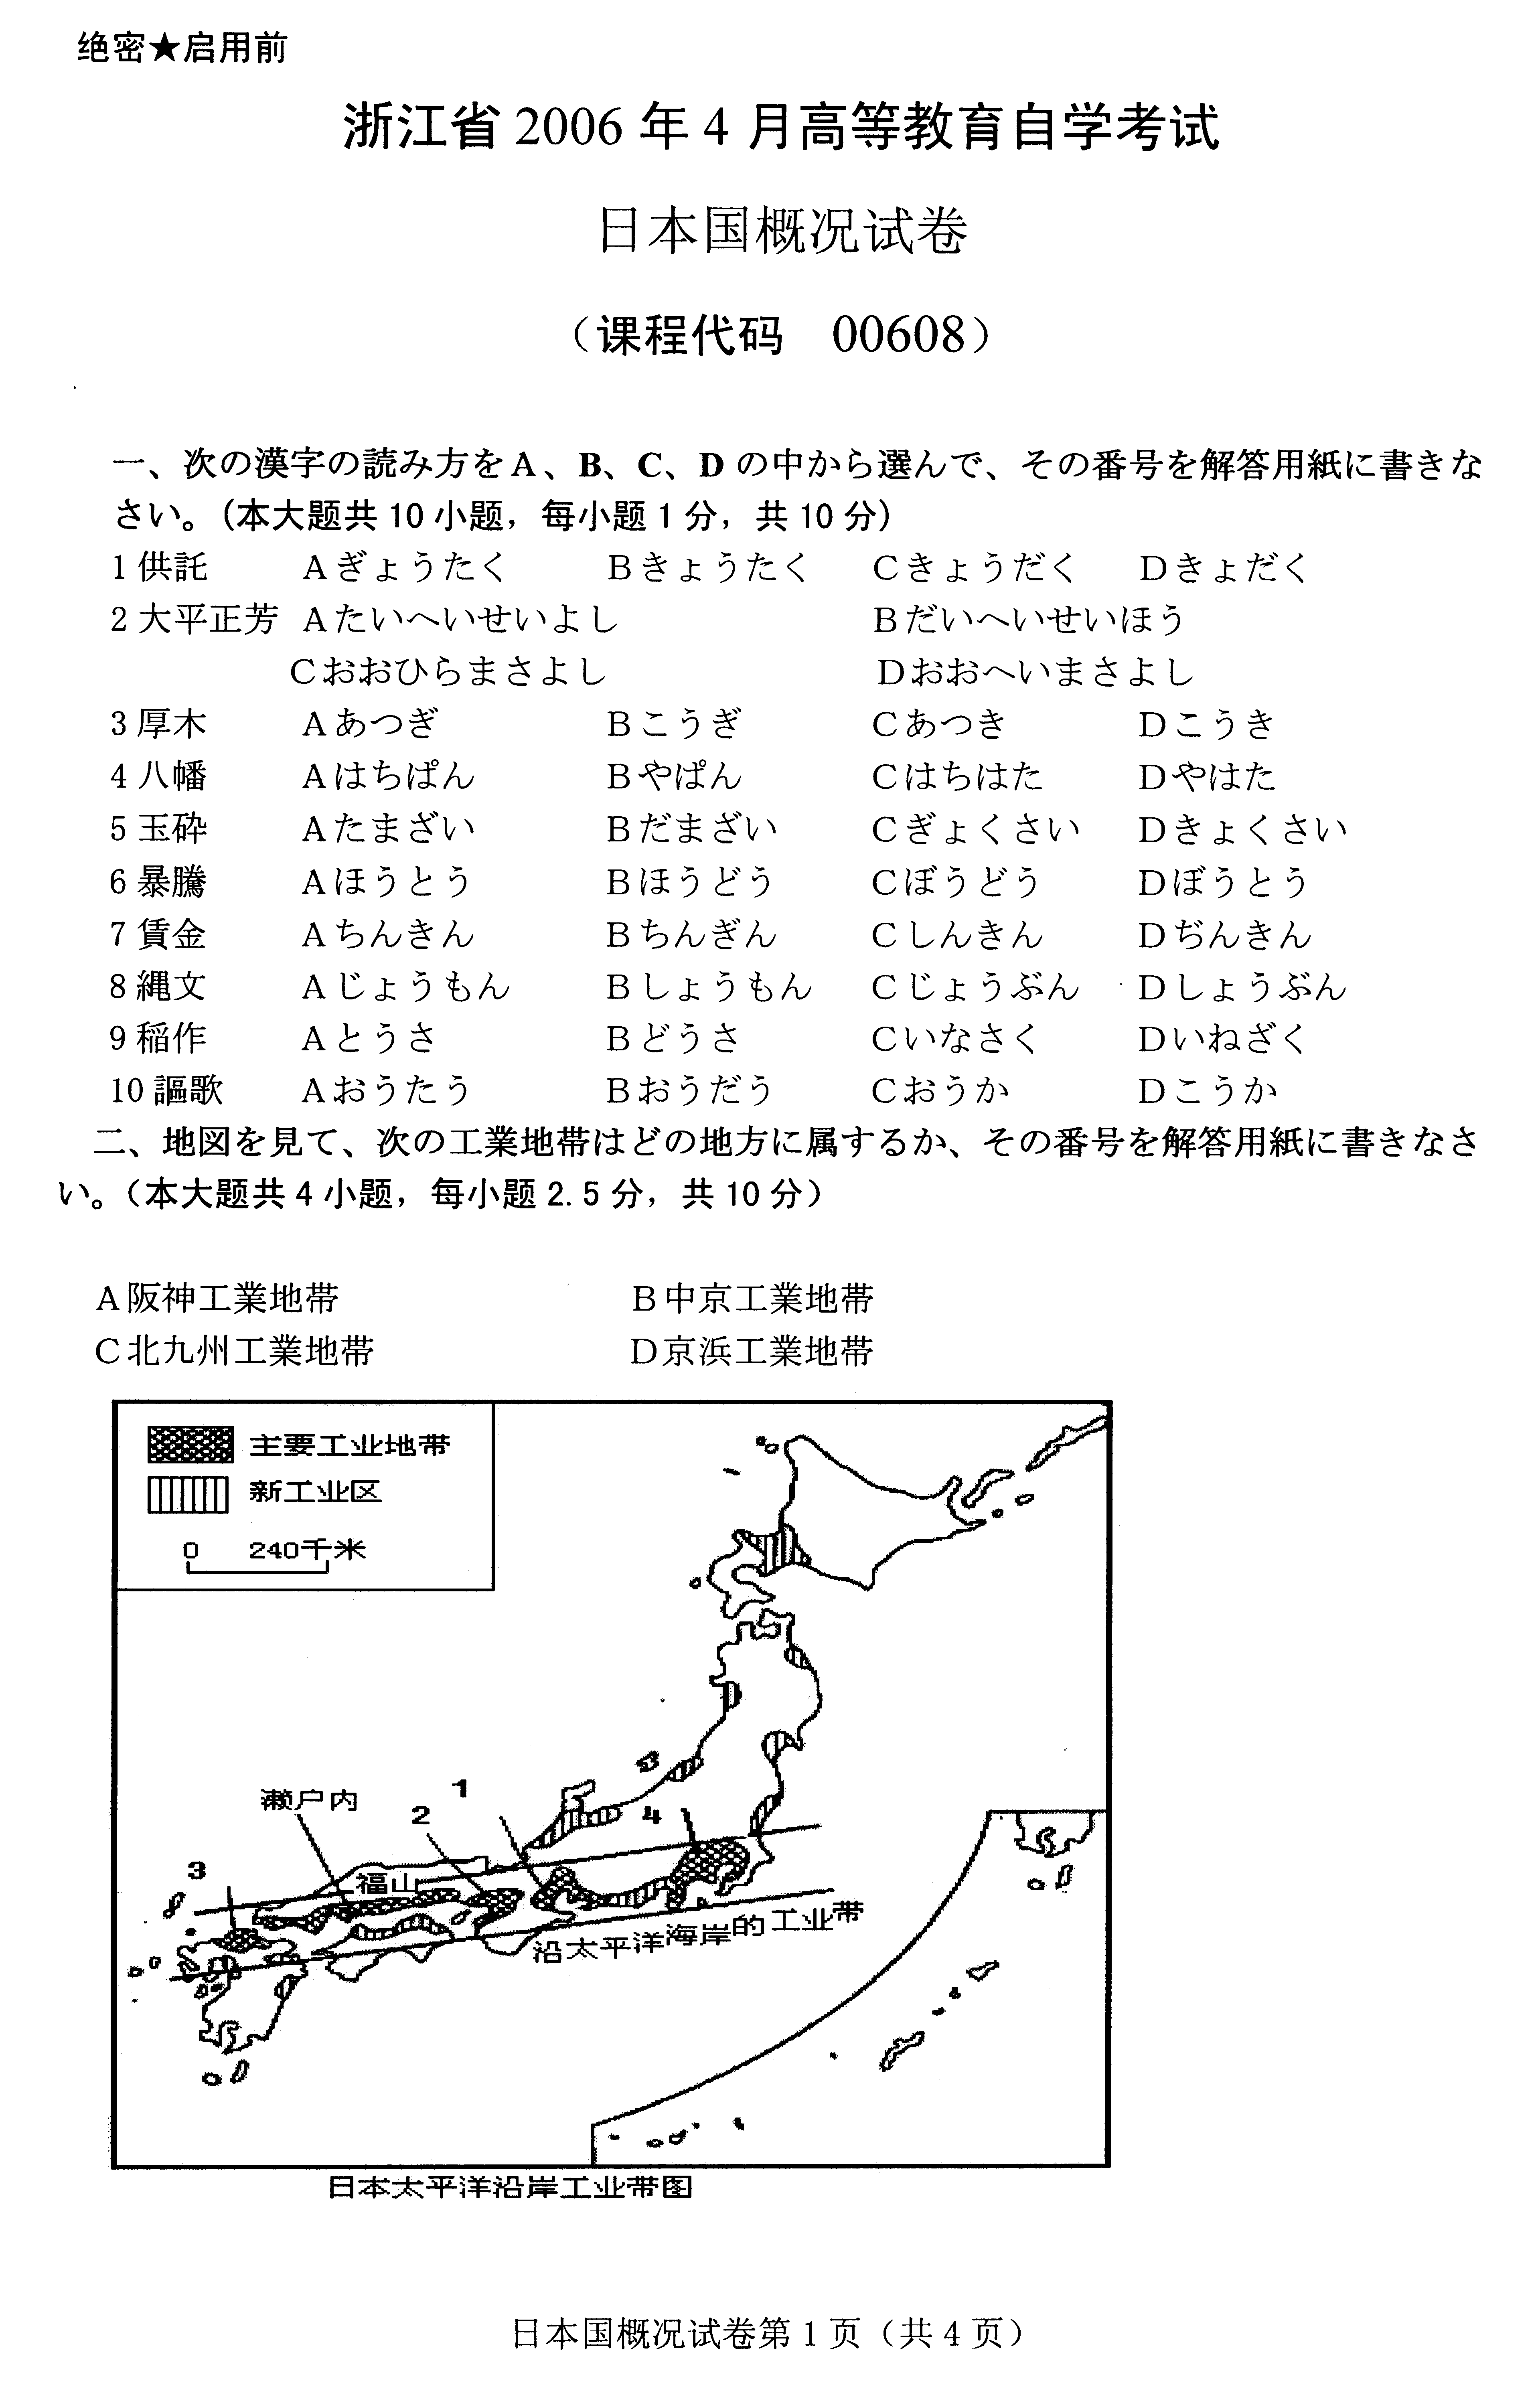 绝密★启用前
浙江省 2006 年 4 月高等教育自学考试
日本国概况试卷
（课程代码　00608）
一、次の漢字の読み方をＡ、B、C、D の中から選んで、その番号を解答用紙に書きな
さい。（本大题共 10 小题，每小题 1 分，共 10 分）
1 供託　Ａぎょうたく　Ｂきょうたく　Ｃきょうだく　Ｄきょだく
2 大平正芳　Ａたいへいせいよし　Ｂだいへいせいほう
Ｃおおひらまさよし　Ｄおおへいまさよし
3 厚木　Ａあつぎ　Ｂこうぎ　Ｃあつき　Ｄこうき
4 八幡　Ａはちぱん　Ｂやぱん　Ｃはちはた　Ｄやはた
5 玉砕　Ａたまざい　Ｂだまざい　Ｃぎょくさい　Ｄきょくさい
6 暴騰　Ａほうとう　Ｂほうどう　Ｃぼうどう　Ｄぼうとう
7 賃金　Ａちんきん　Ｂちんぎん　Ｃしんきん　Ｄぢんきん
8 縄文　Ａじょうもん　Ｂしょうもん　Ｃじょうぶん　Ｄしょうぶん
9 稲作　Ａとうさ　Ｂどうさ　Ｃいなさく　Ｄいねざく
10 謳歌　Ａおうたう　Ｂおうだう　Ｃおうか　Ｄこうか
二、地図を見て、次の工業地帯はどの地方に属するか、その番号を解答用紙に書きなさ
い。（本大题共 4 小题，每小题 2.5 分，共 10 分）
Ａ阪神工業地帯　Ｂ中京工業地帯
Ｃ北九州工業地帯　Ｄ京浜工業地帯
主要工业地带
新工业区
0　240千米
1
濑户内
2
4
3
福山
沿太平洋海岸的工业带
日本太平洋沿岸工业带图
日本国概况试卷第 1 页（共 4 页）